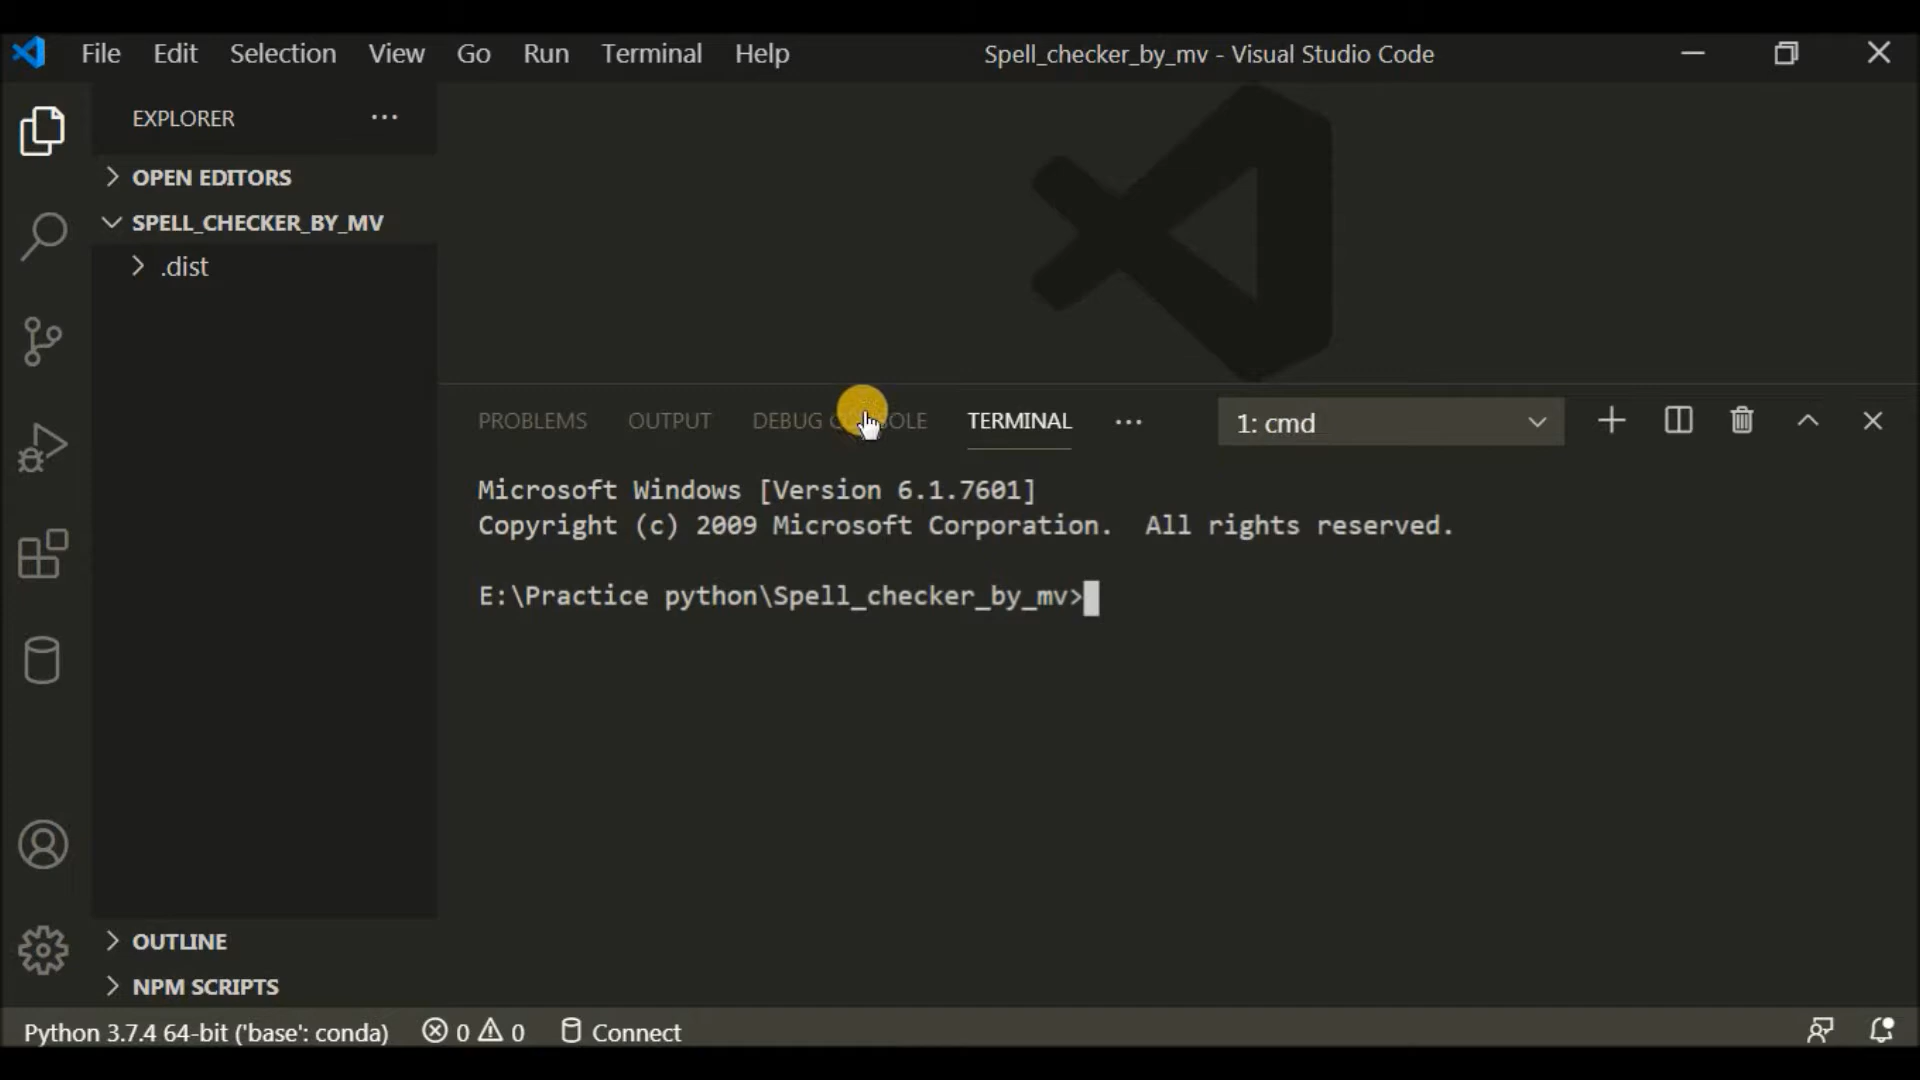 File Edit Selection View Go Run Terminal Help Spell_checker_by_mv - Visual Studio Code
EXPLORER
OPEN EDITORS
SPELL_CHECKER_BY_MV
.dist
PROBLEMS OUTPUT DEBUG CONSOLE TERMINAL 1: cmd
Microsoft Windows [Version 6.1.7601]
Copyright (c) 2009 Microsoft Corporation.  All rights reserved.
E:\Practice python\Spell_checker_by_mv>
OUTLINE
NPM SCRIPTS
Python 3.7.4 64-bit ('base': conda) 0 0 Connect